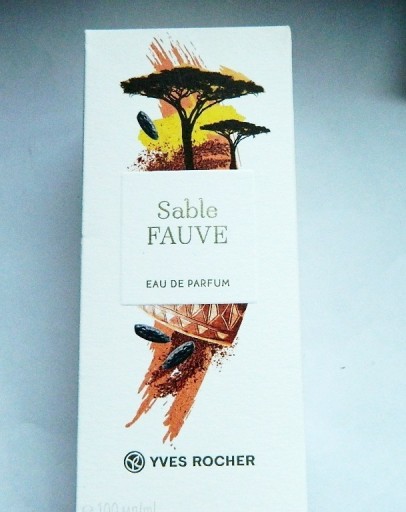 Sable
FAUVE
EAU DE PARFUM
YVES ROCHER